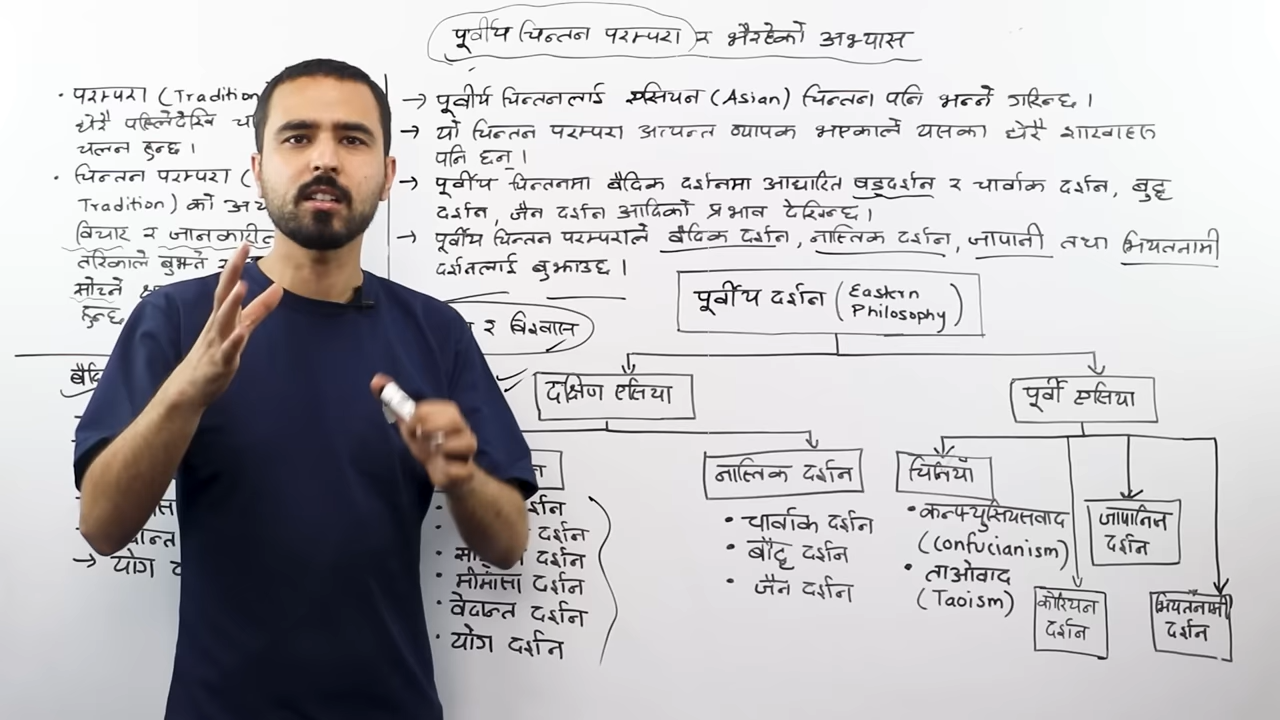 पूर्वीय चिन्तन परम्परा र भैरहेको अभ्यास
• परम्परा (Tradition
धेरै पहिलेदेखि
चलन हुन्छ ।
• चिन्तन परम्परा (
Tradition) को
विचार र जानकारी
तरिकाले बुझ्ने
सोच्ने
हुन्छ
→ पूर्वीय चिन्तनलाई एसियन (Asian) चिन्तन पनि भन्ने गरिन्छ ।
→ यो चिन्तन परम्परा अत्यन्त व्यापक भएकाले यसका धेरै शाखाहरु
पनि छन् ।
→ पूर्वीय चिन्तनमा वैदिक दर्शनमा आधारित षडदर्शन र चार्वाक दर्शन, बुद्ध
दर्शन, जैन दर्शन आदिको प्रभाव देखिन्छ ।
→ पूर्वीय चिन्तन परम्पराले वैदिक दर्शन, नास्तिक दर्शन, जापानी तथा भियतनामी
दर्शनलाई बुझाउछ ।
र विश्वास
पूर्वीय दर्शन (Eastern Philosophy)
दक्षिण एसिया
पूर्वी एसिया
दर्शन
दर्शन
मीमांसा दर्शन
• वेदान्त दर्शन
• योग दर्शन
→ योग
नास्तिक दर्शन
• चार्वाक दर्शन
• बौद्ध दर्शन
• जैन दर्शन
चिनियाँ
• कन्फ्युसियसवाद
(Confucianism)
• ताओवाद
(Taoism)
कोरियन
दर्शन
जापानिज
दर्शन
भियतनामी
दर्शन